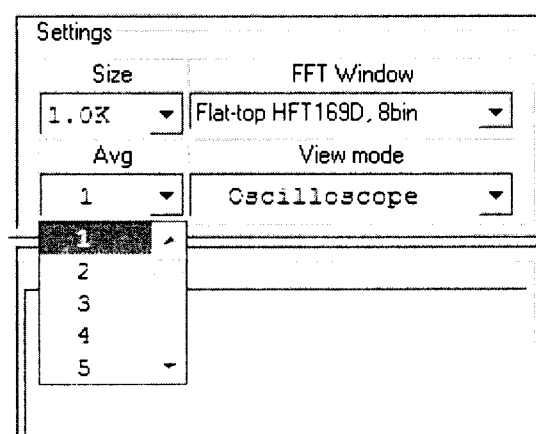 Settings
Size FFT Window
1.0K Flat-top HFT169D, 8bin
Avg View mode
1 Oscilloscope
1
2
3
4
5